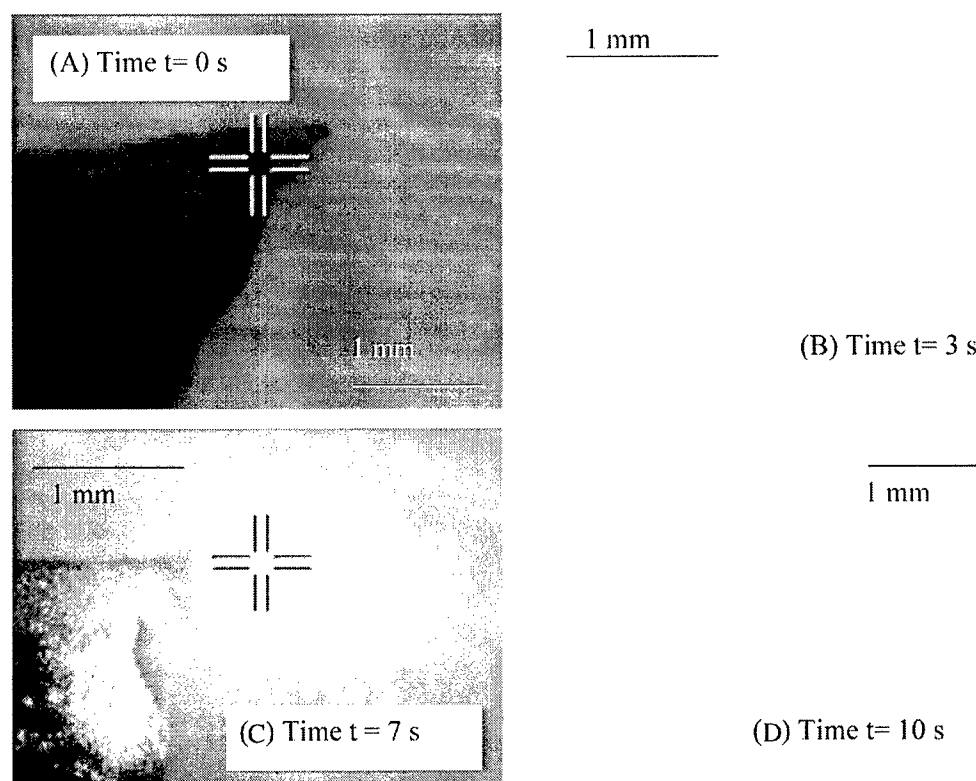 (A) Time t= 0 s
1 mm
1 mm
(B) Time t= 3 s
1 mm
(C) Time t = 7 s
1 mm
(D) Time t= 10 s